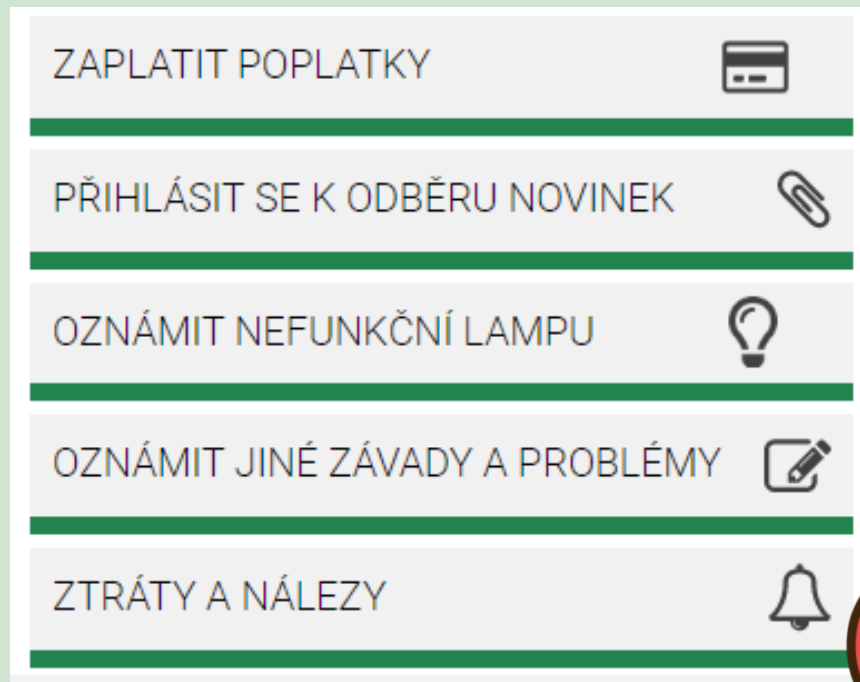 ZAPLATIT POPLATKY
PŘIHLÁSIT SE K ODBĚRU NOVINEK
OZNÁMIT NEFUNKČNÍ LAMPU
OZNÁMIT JINÉ ZÁVADY A PROBLÉMY
ZTRÁTY A NÁLEZY